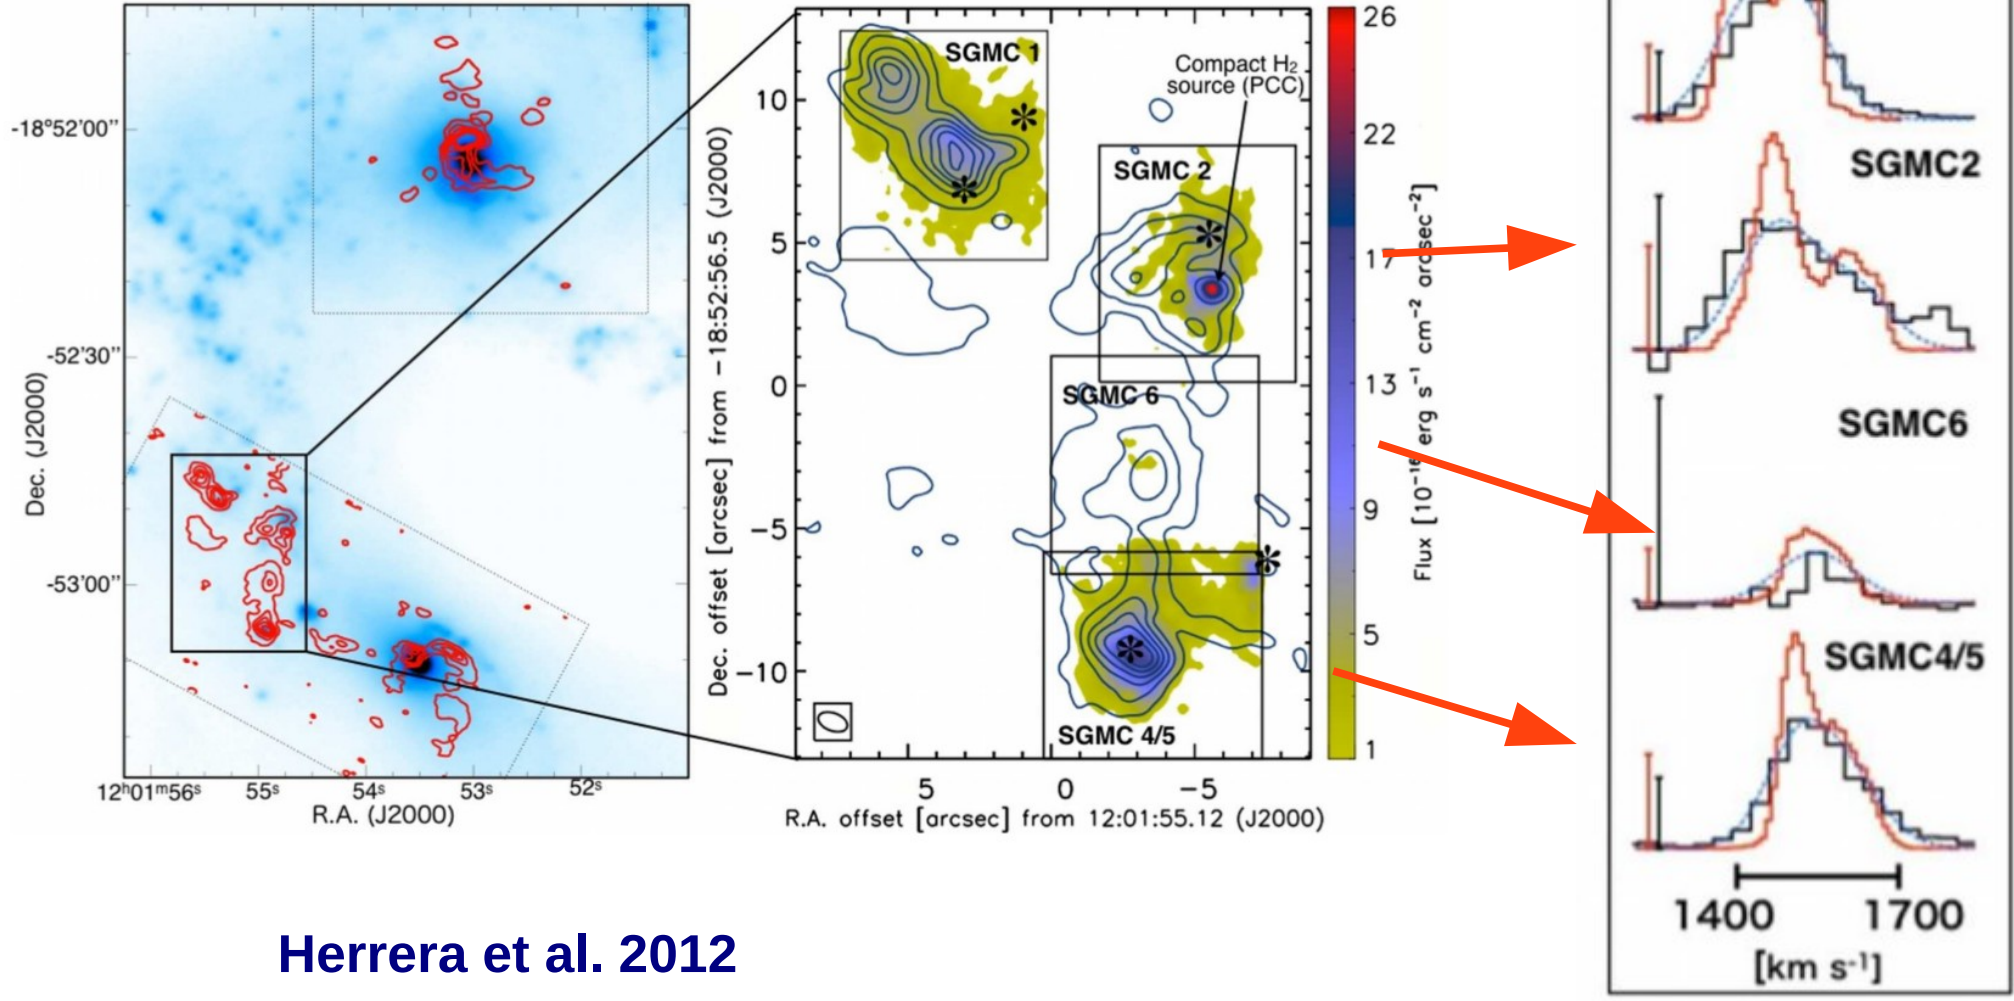 -18°52'00''
-52'30''
-53'00''
Dec. (J2000)
12ʰ01ᵐ56ˢ
55ˢ
54ˢ
53ˢ
52ˢ
R.A. (J2000)
Dec. offset [arcsec] from −18:52:56.5 (J2000)
10
5
0
−5
−10
SGMC 1
Compact H₂
source (PCC)
SGMC 2
SGMC 6
SGMC 4/5
5
0
−5
R.A. offset [arcsec] from 12:01:55.12 (J2000)
26
22
17
13
9
5
1
Flux [10⁻¹⁶ erg s⁻¹ cm⁻² arcsec⁻²]
SGMC2
SGMC6
SGMC4/5
1400
1700
[km s⁻¹]
Herrera et al. 2012